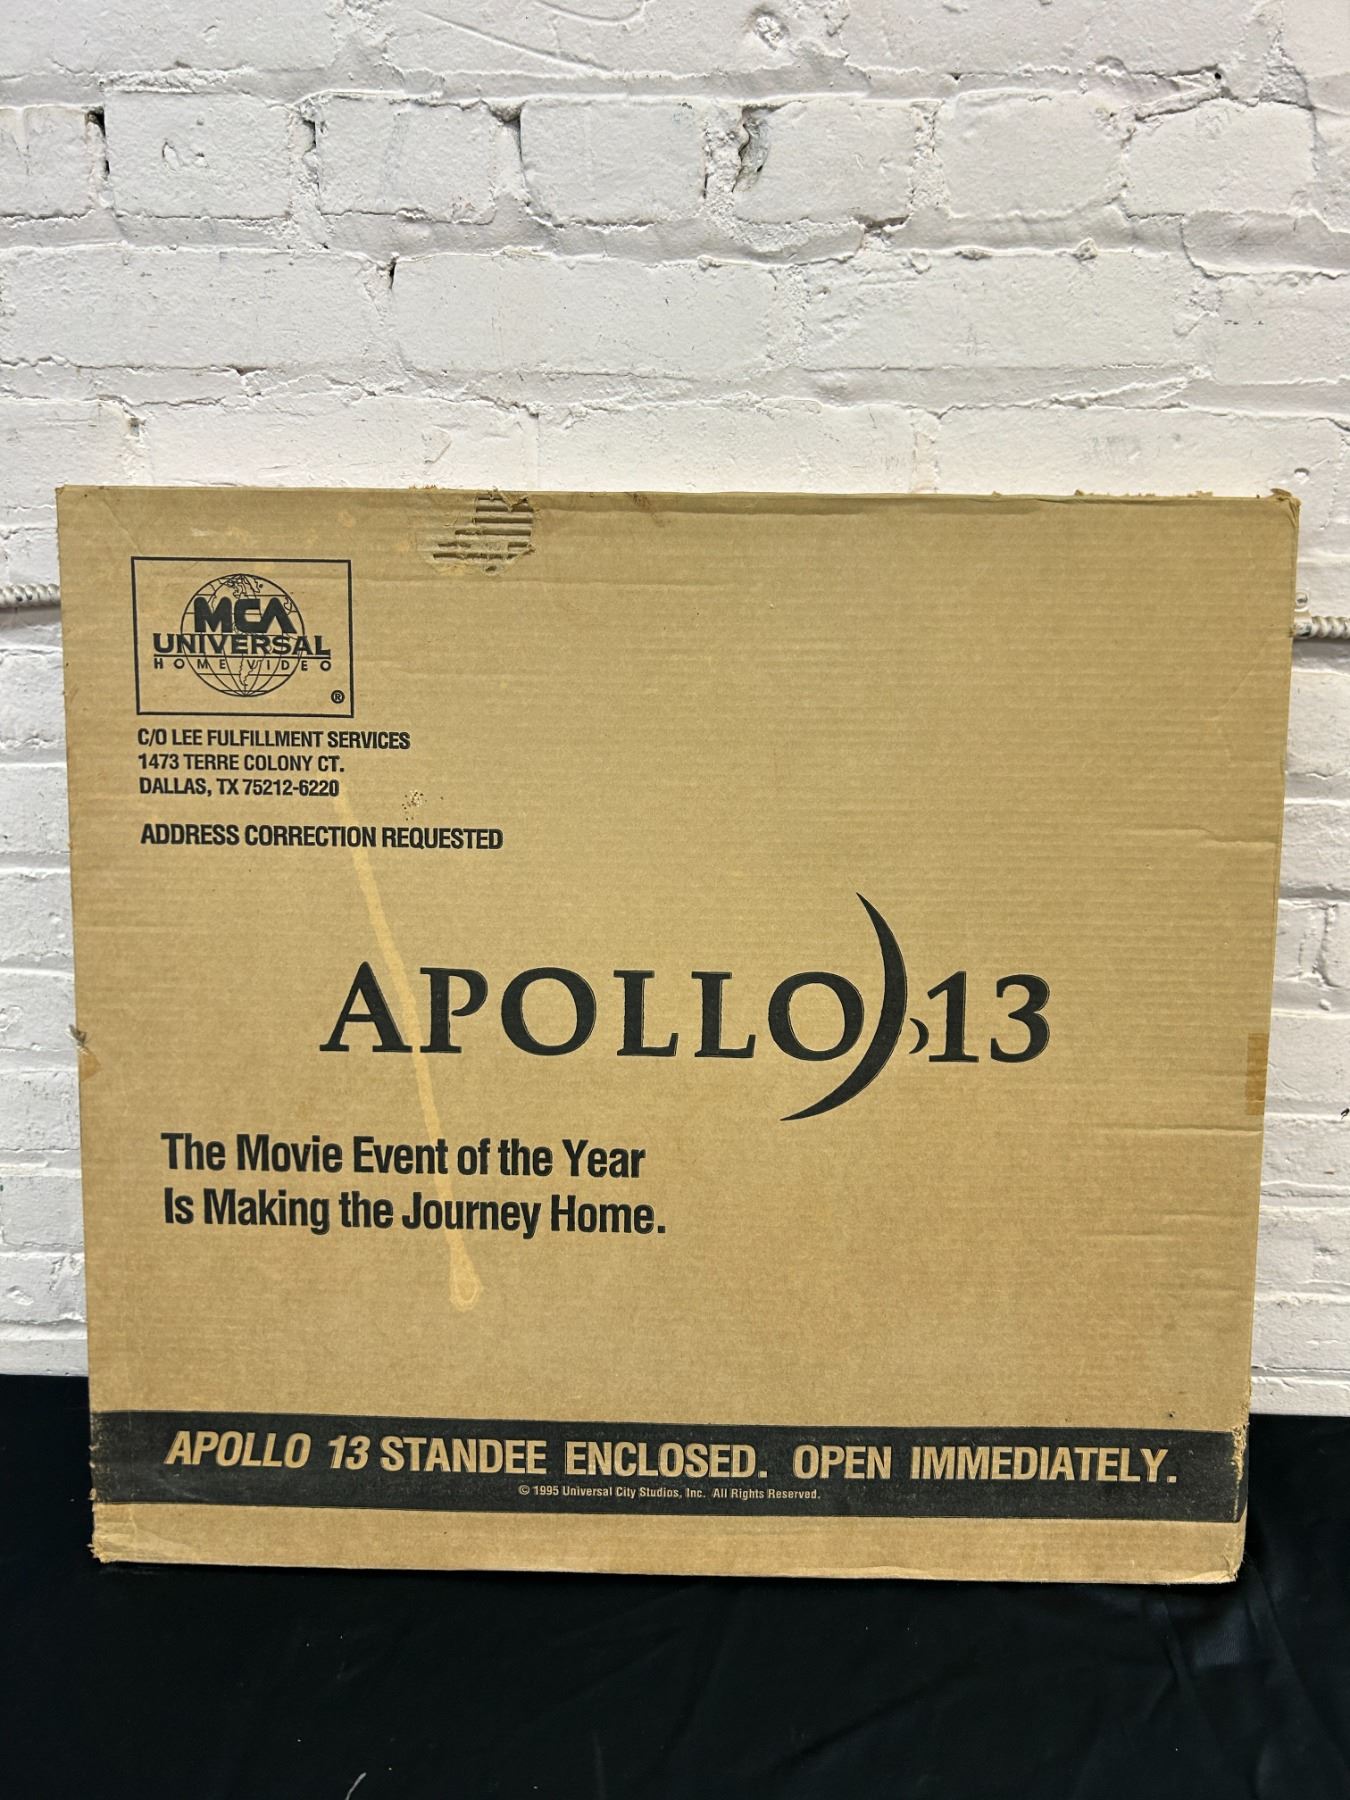 MCA
UNIVERSAL
HOME VIDEO
®
C/O LEE FULFILLMENT SERVICES
1473 TERRE COLONY CT.
DALLAS, TX 75212-6220
ADDRESS CORRECTION REQUESTED
APOLLO 13
The Movie Event of the Year
Is Making the Journey Home.
APOLLO 13 STANDEE ENCLOSED. OPEN IMMEDIATELY.
© 1995 Universal City Studios, Inc. All Rights Reserved.